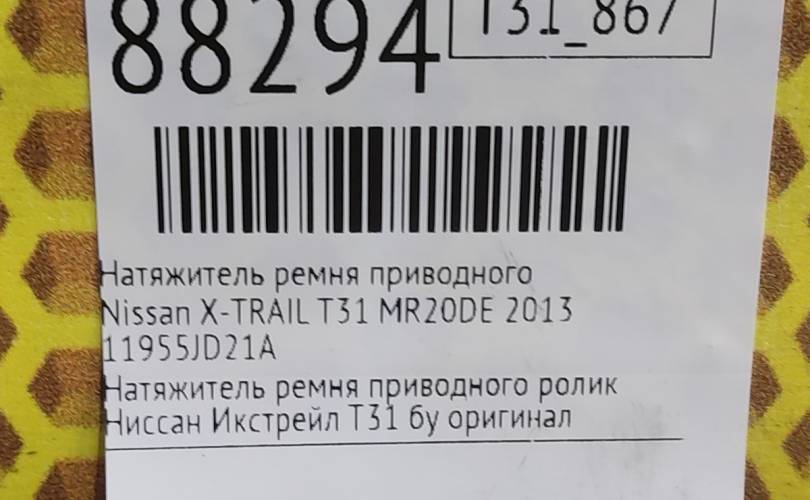 88294
T31_867
Натяжитель ремня приводного
Nissan X-TRAIL T31 MR20DE 2013
11955JD21A
Натяжитель ремня приводного ролик
Ниссан Икстрейл Т31 бу оригинал